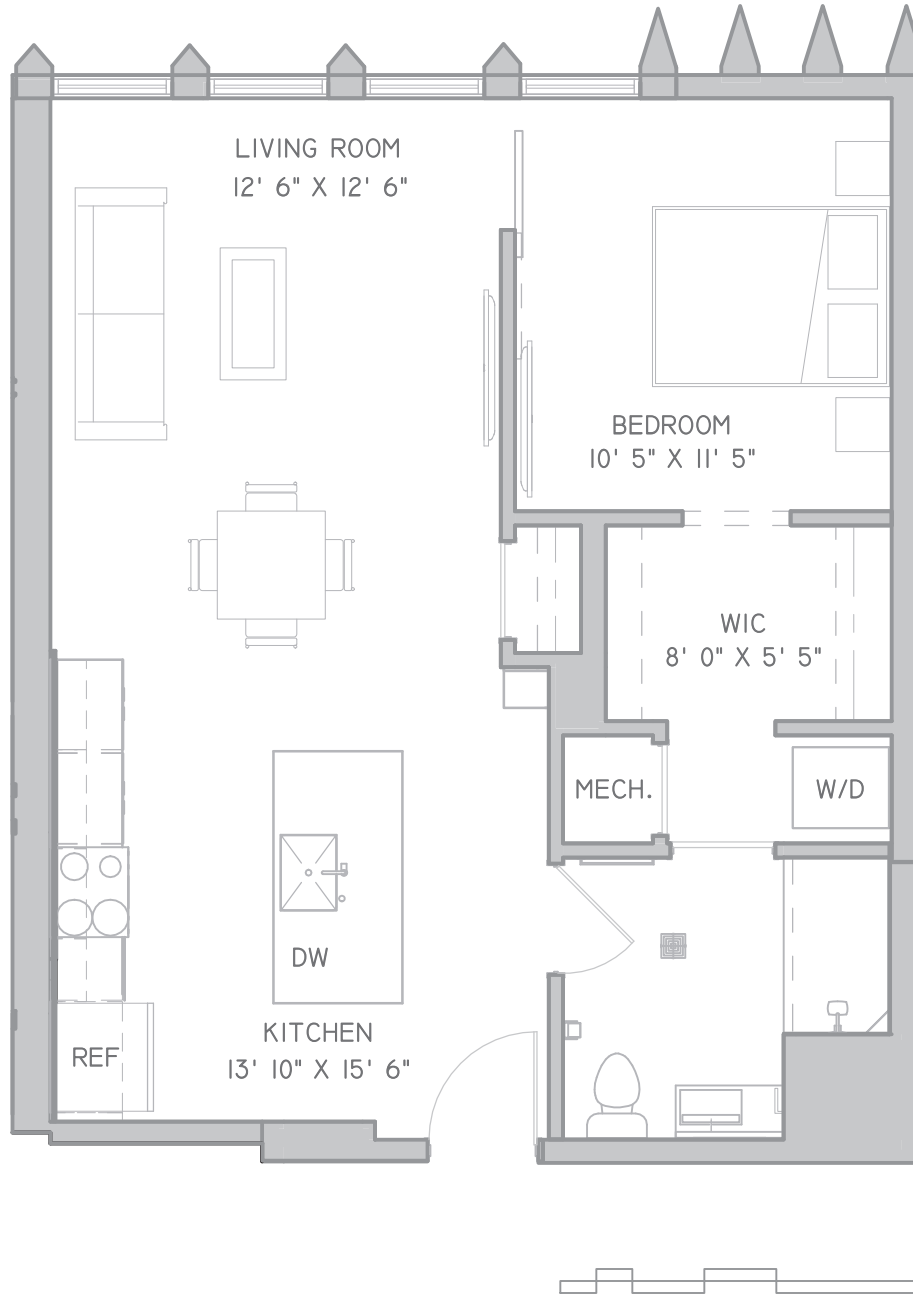 LIVING ROOM
12' 6" X 12' 6"
BEDROOM
10' 5" X 11' 5"
WIC
8' 0" X 5' 5"
MECH.
W/D
DW
KITCHEN
13' 10" X 15' 6"
REF